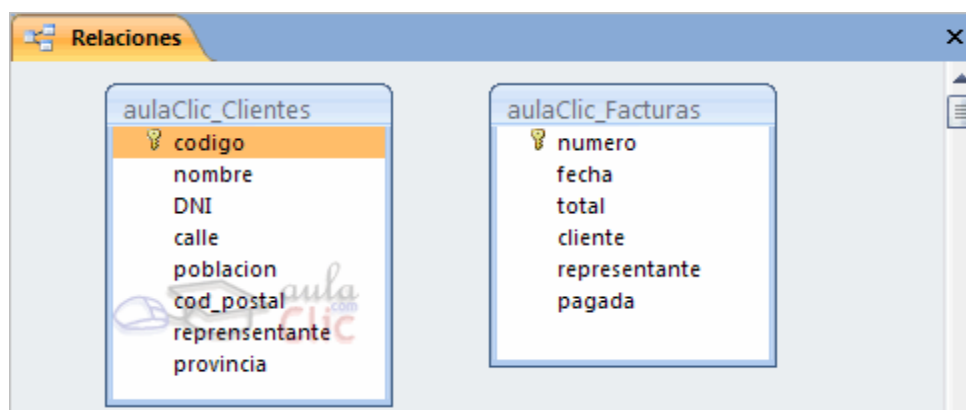 Relaciones
aulaClic_Clientes
codigo
nombre
DNI
calle
poblacion
cod_postal
reprensentante
provincia
aulaClic_Facturas
numero
fecha
total
cliente
representante
pagada
aula
.com
Clic